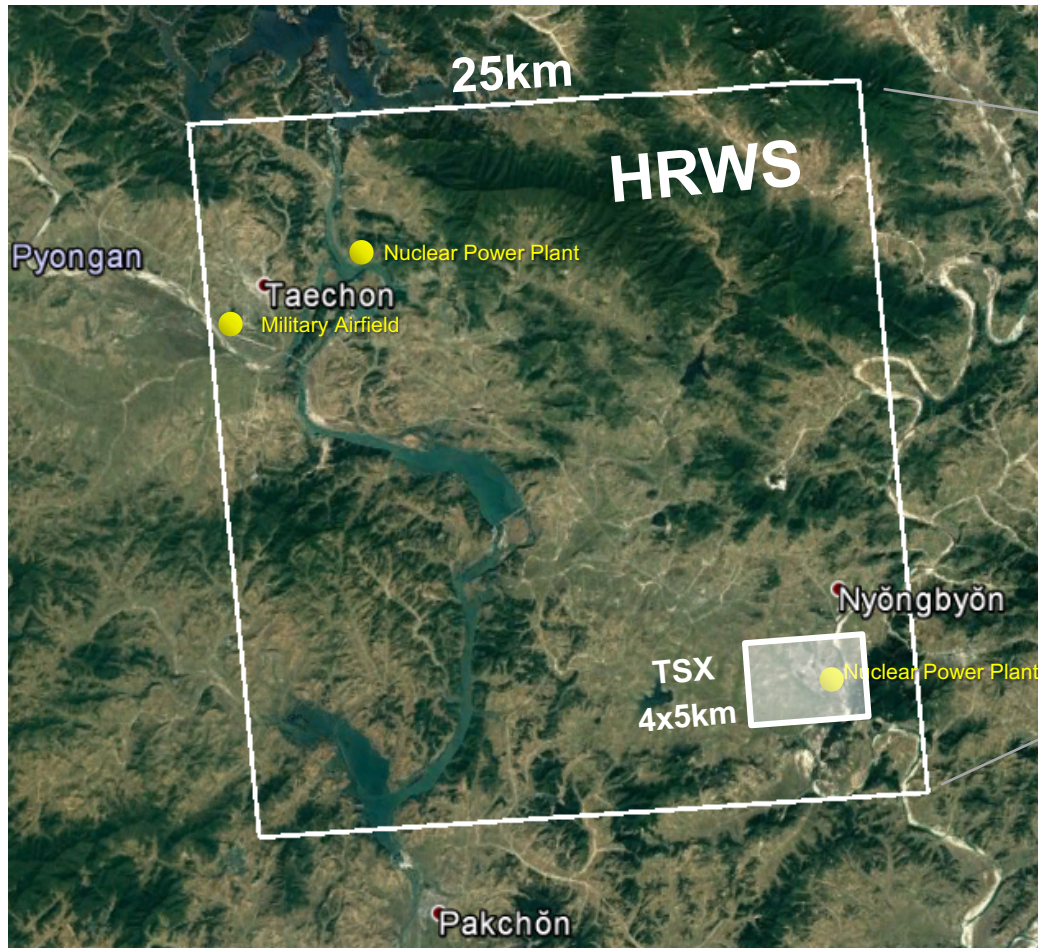 25km
HRWS
Pyongan
Nuclear Power Plant
Taechon
Military Airfield
Nyŏngbyŏn
TSX
4x5km
Nuclear Power Plant
Pakchŏn